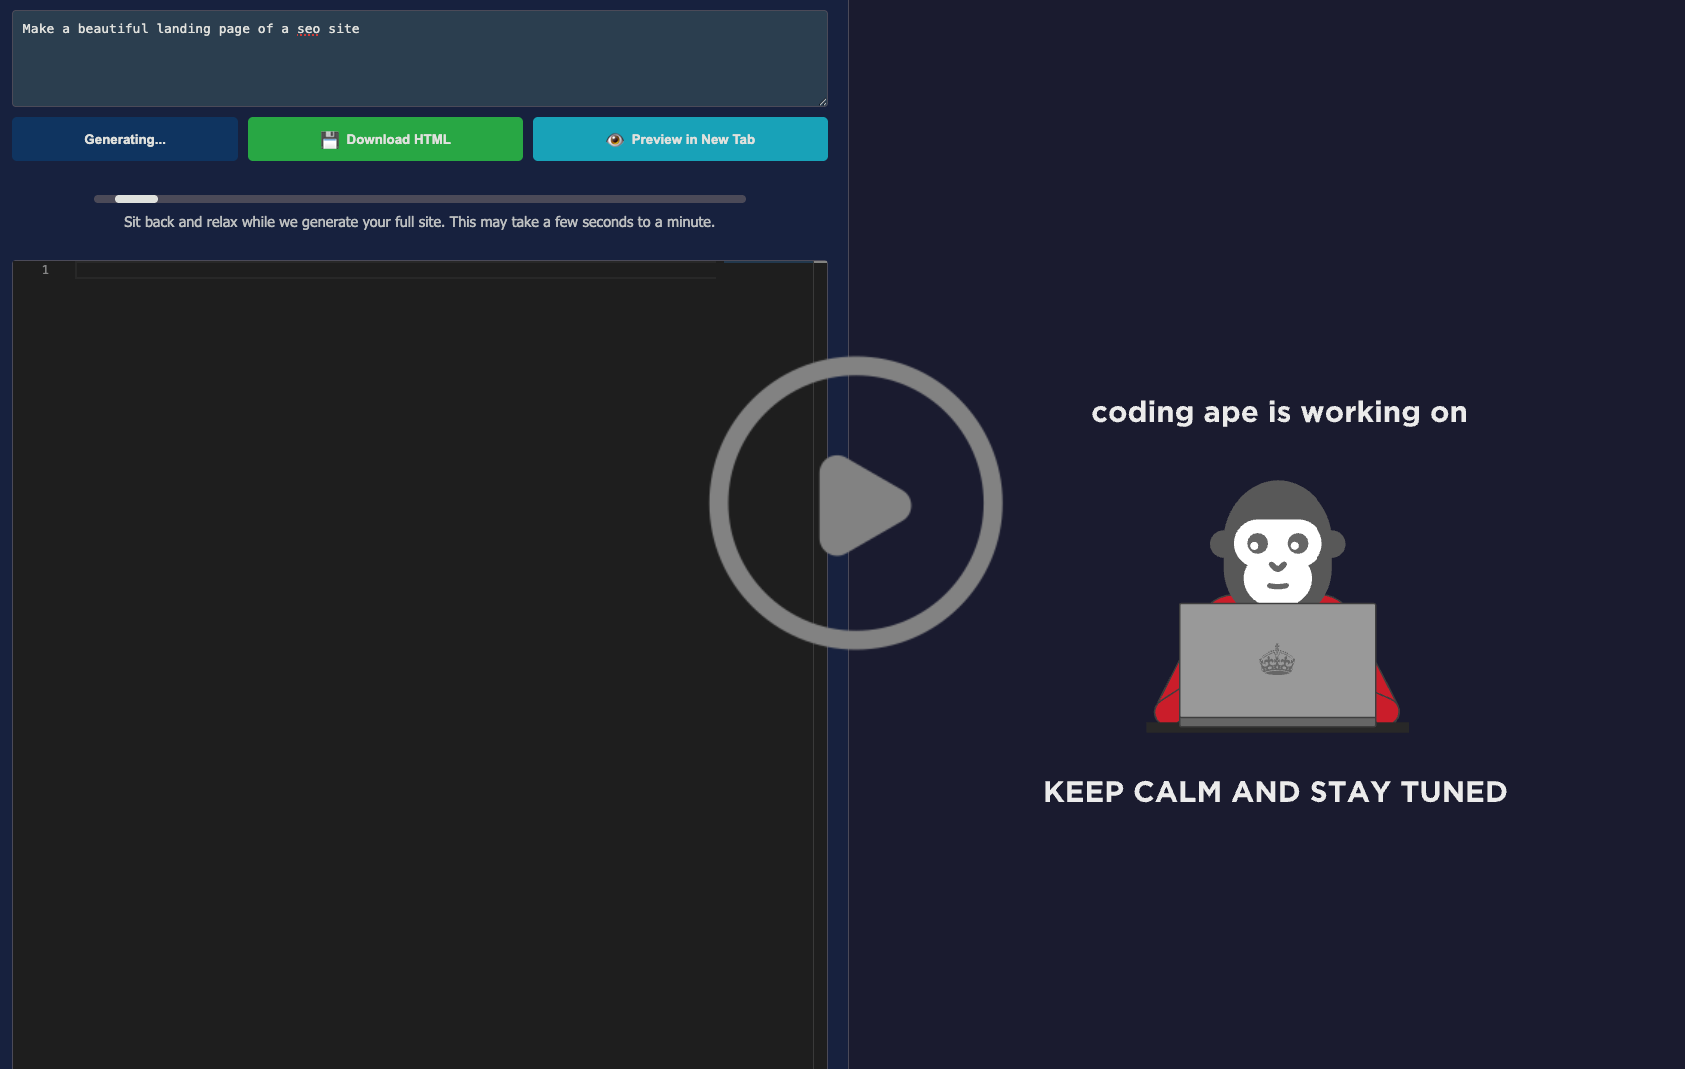 Make a beautiful landing page of a seo site
Generating...
Download HTML
Preview in New Tab
Sit back and relax while we generate your full site. This may take a few seconds to a minute.
1
coding ape is working on
KEEP CALM AND STAY TUNED